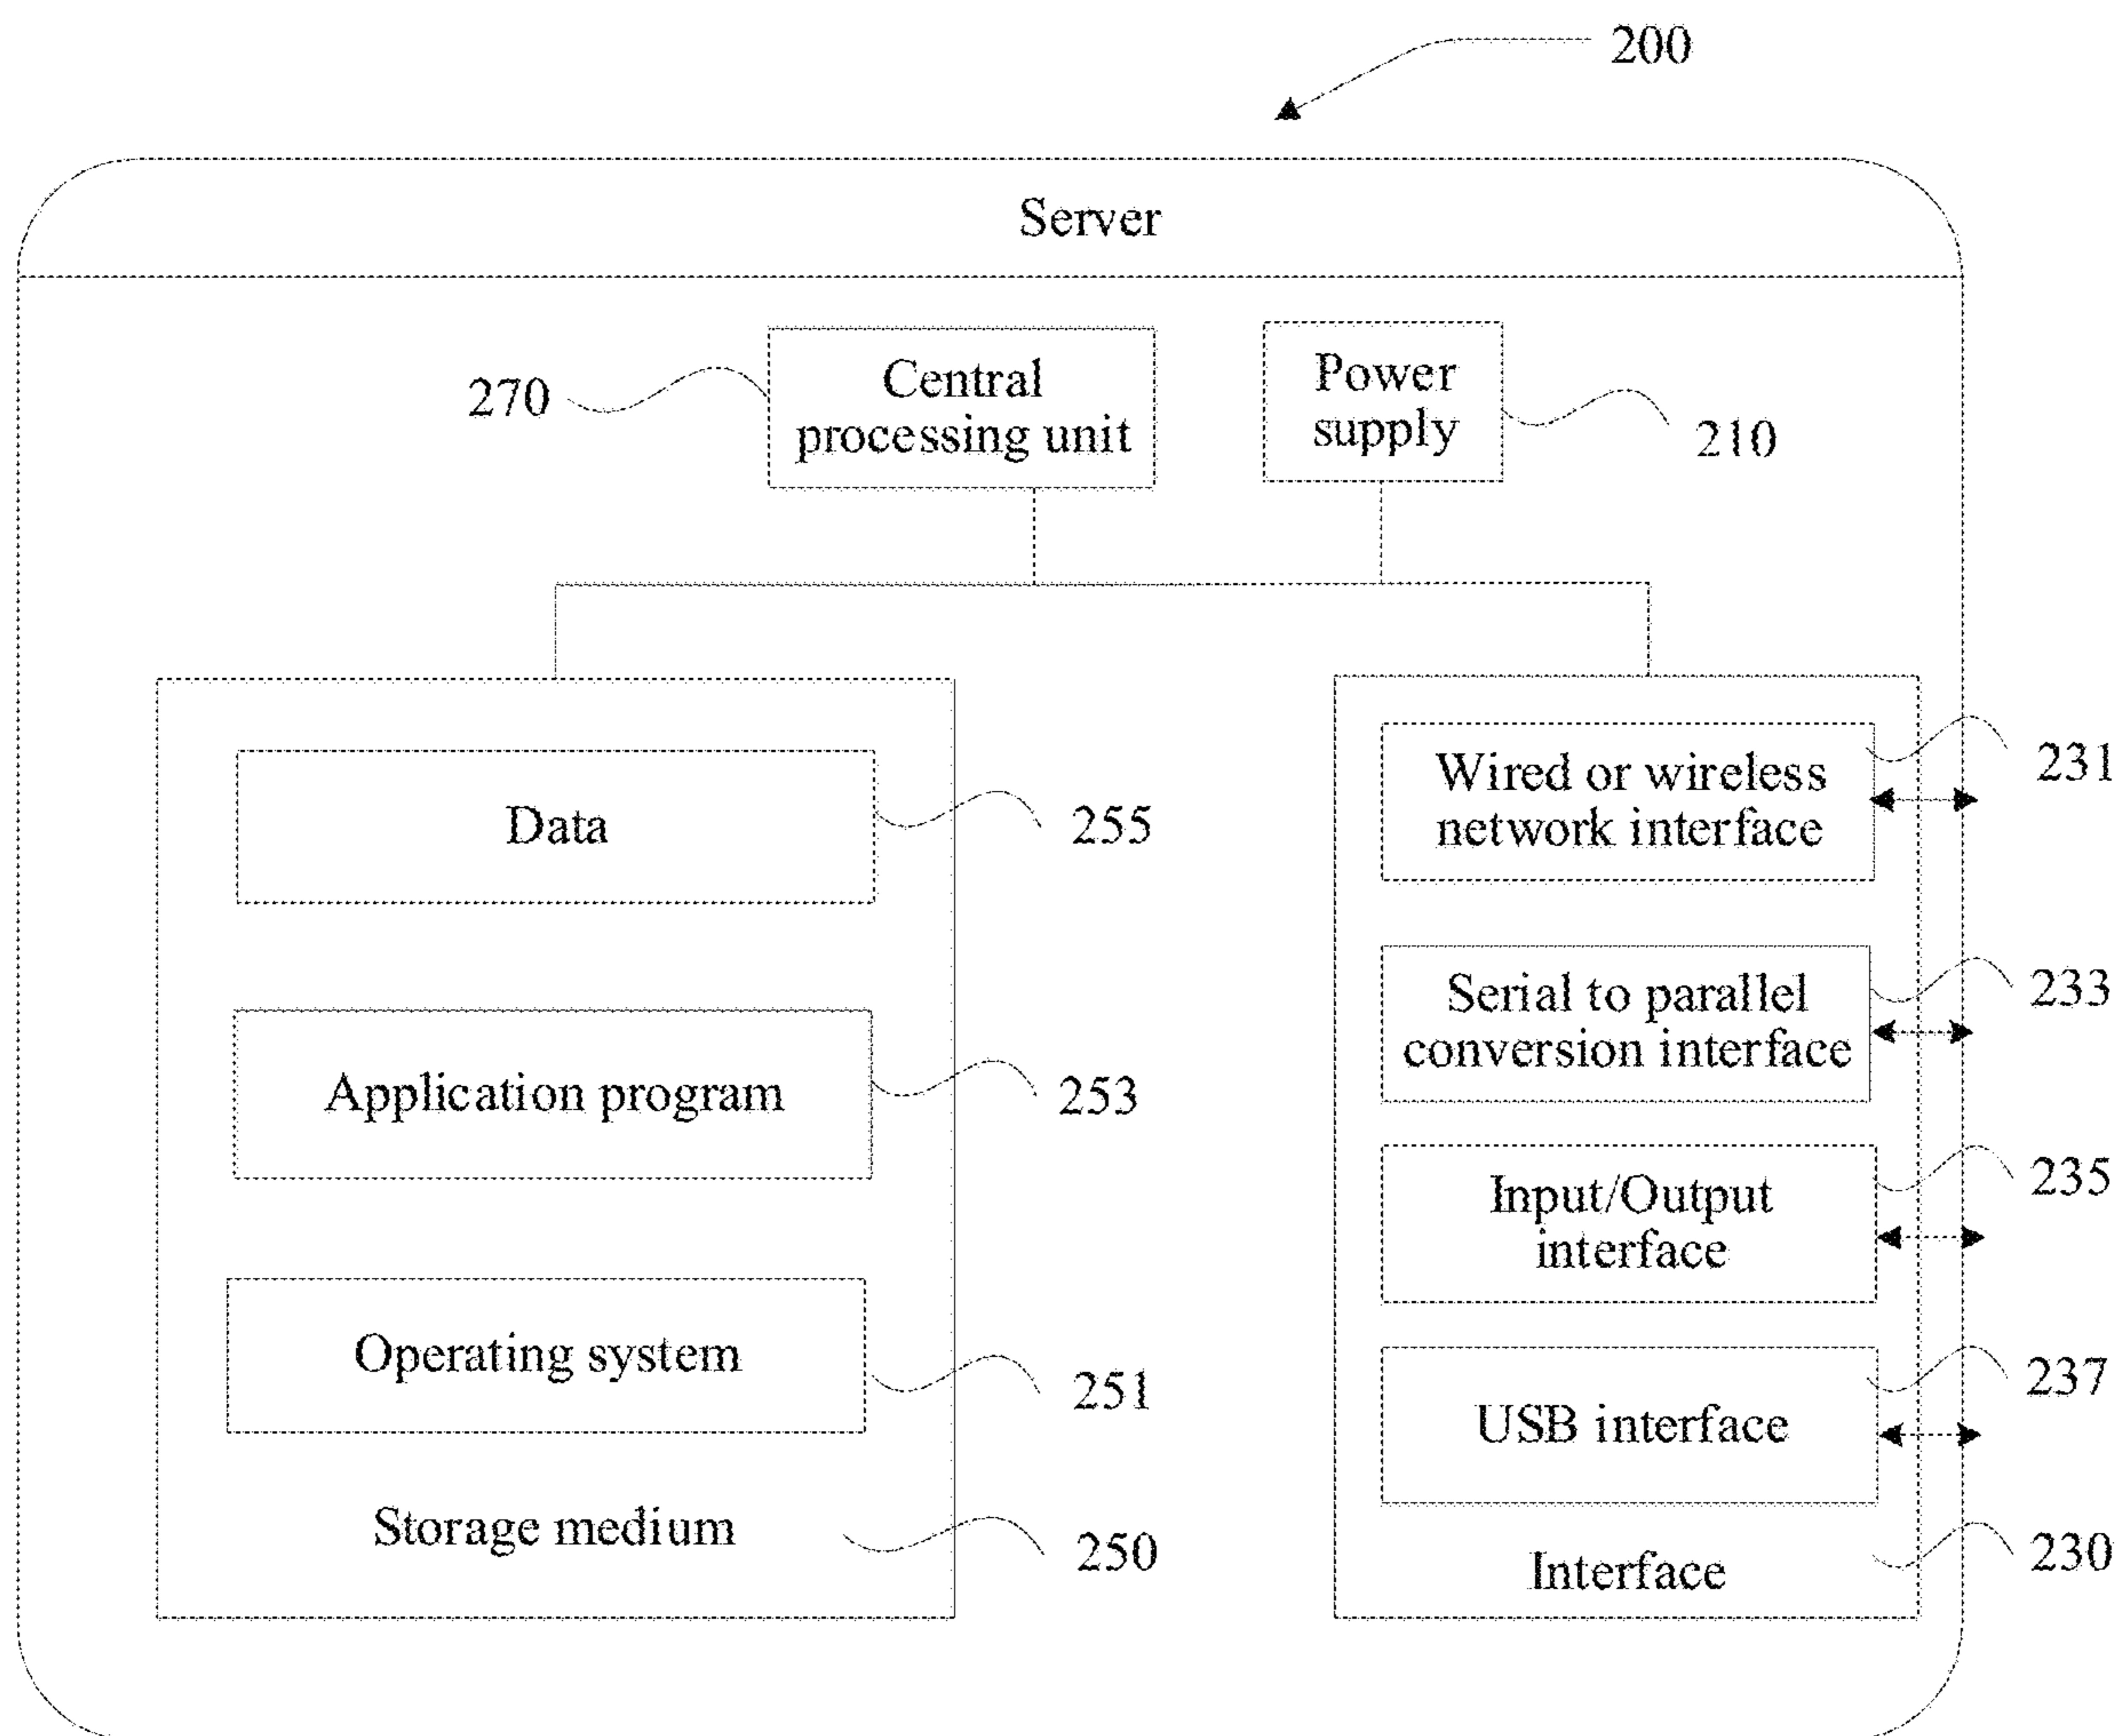 200
Server
270
Central
processing unit
Power
supply
210
Data
255
Application program
253
Operating system
251
Storage medium
250
Wired or wireless
network interface
231
Serial to parallel
conversion interface
233
Input/Output
interface
235
USB interface
237
Interface
230